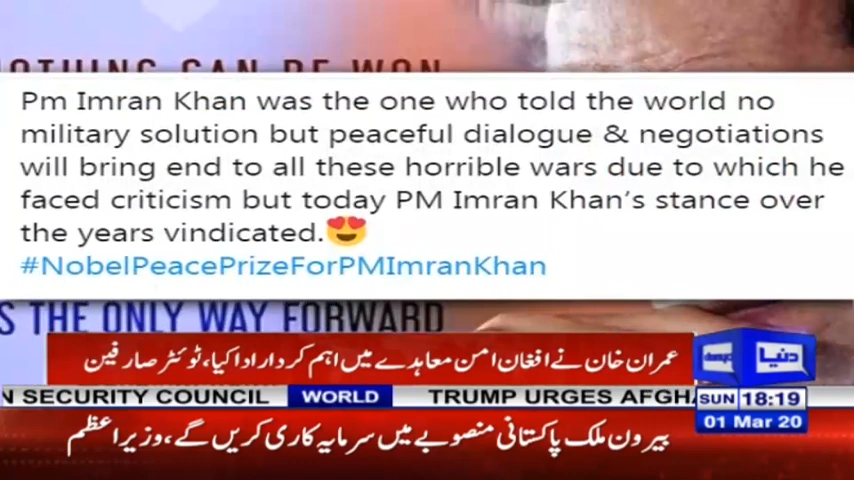 NOTHING CAN BE WON
Pm Imran Khan was the one who told the world no
military solution but peaceful dialogue & negotiations
will bring end to all these horrible wars due to which he
faced criticism but today PM Imran Khan's stance over
the years vindicated.😍
#NobelPeacePrizeForPMImranKhan
S THE ONLY WAY FORWARD
عمران خان نے افغان امن معاہدے میں اہم کردار ادا کیا، ٹوئٹر صارفین
دنیا
N SECURITY COUNCIL WORLD TRUMP URGES AFGHA
SUN 18:19
01 Mar 20
بیرون ملک پاکستانی منصوبے میں سرمایہ کاری کریں گے، وزیراعظم